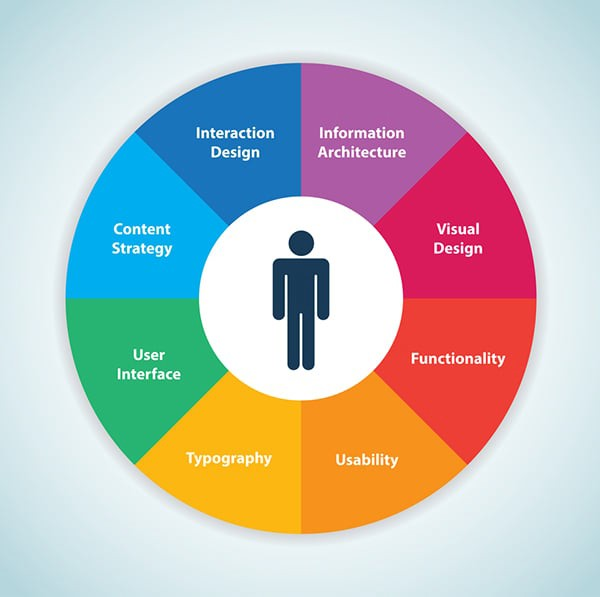 Interaction
Design
Information
Architecture
Visual
Design
Functionality
Usability
Typography
User
Interface
Content
Strategy